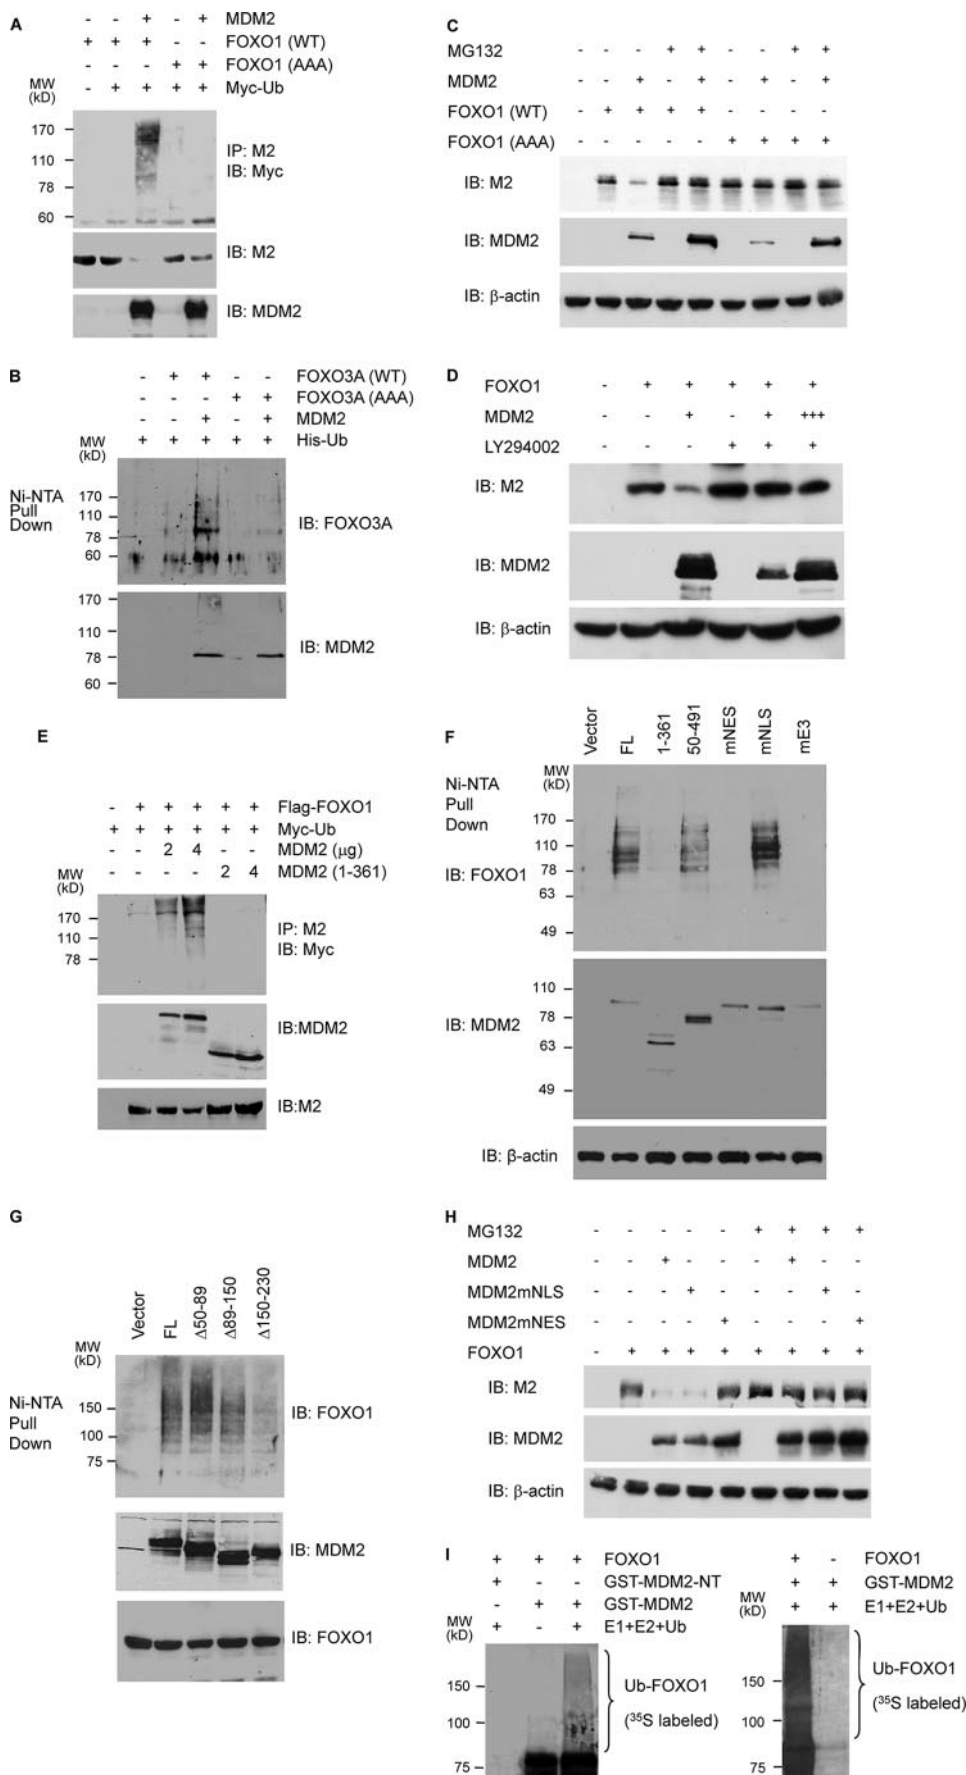 A
- - + - + MDM2
+ + + - - FOXO1 (WT)
- - - + + FOXO1 (AAA)
- + + + + Myc-Ub
MW
(kD)
170
110
78
60
IP: M2
IB: Myc
IB: M2
IB: MDM2
B
- + + - - FOXO3A (WT)
- - - + + FOXO3A (AAA)
- - + - + MDM2
+ + + + + His-Ub
MW
(kD)
Ni-NTA
Pull
Down
170
110
78
60
IB: FOXO3A
170
110
78
60
IB: MDM2
C
MG132 - - - + + - - + +
MDM2 - - + - + - + - +
FOXO1 (WT) - + + + + - - - -
FOXO1 (AAA) - - - - - + + + +
IB: M2
IB: MDM2
IB: β-actin
D
FOXO1 - + + + + +
MDM2 - - + - + +++
LY294002 - - - + + +
IB: M2
IB: MDM2
IB: β-actin
E
- + + + + + Flag-FOXO1
+ + + + + + Myc-Ub
- - 2 4 - - MDM2 (μg)
- - - - 2 4 MDM2 (1-361)
MW
(kD)
170
110
78
IP: M2
IB: Myc
IB:MDM2
IB:M2
F
Vector FL 1-361 50-491 mNES mNLS mE3
MW
(kD)
Ni-NTA
Pull
Down
IB: FOXO1
170
110
78
63
49
IB: MDM2
110
78
63
49
IB: β-actin
G
Vector FL Δ50-89 Δ89-150 Δ150-230
MW
(kD)
Ni-NTA
Pull
Down
150
100
75
IB: FOXO1
IB: MDM2
IB: FOXO1
H
MG132 - - - - - + + + +
MDM2 - - + - - - + - -
MDM2mNLS - - - + - - - + -
MDM2mNES - - - - + - - - +
FOXO1 - + + + + + + + +
IB: M2
IB: MDM2
IB: β-actin
I
+ + + FOXO1
+ - - GST-MDM2-NT
- + + GST-MDM2
+ - + E1+E2+Ub
MW
(kD)
150
100
75
Ub-FOXO1
(³⁵S labeled)
+ - FOXO1
+ + GST-MDM2
+ + E1+E2+Ub
MW
(kD)
150
100
75
Ub-FOXO1
(³⁵S labeled)